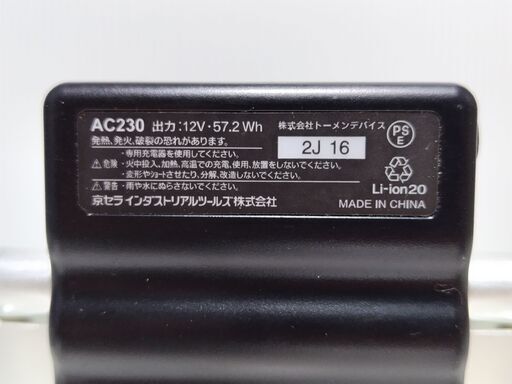 AC230 出力:12V・57.2 Wh
株式会社トーメンデバイス
発熱、発火、破裂の恐れがあります。
・専用充電器を使用してください。
危険 ・火中投入、加熱、高温での充電、使用、放置をしないでください。
・変形やショートさせたり、分解、改造しないでください。
警告 ・雨や水にぬらさないでください。
京セラインダストリアルツールズ株式会社
2J 16
PS
E
Li-ion20
MADE IN CHINA